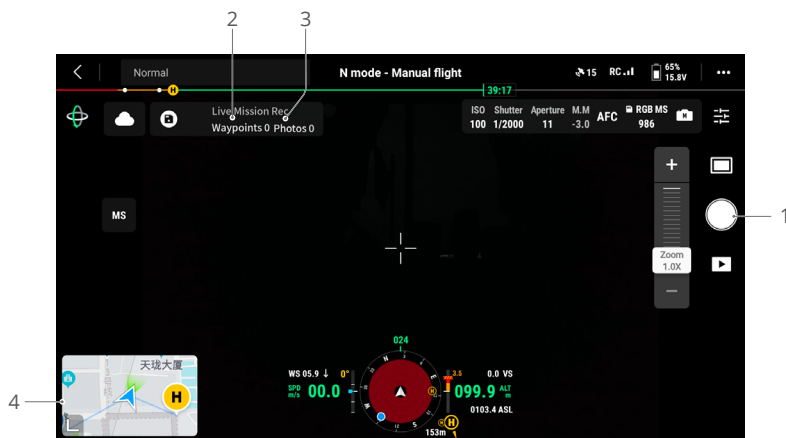 2
3
Normal
N mode - Manual flight
15
RC
65%
15.8V
H
39:17
Live Mission Rec
Waypoints 0 Photos 0
ISO Shutter Aperture M.M AFC RGB MS
100 1/2000 11 -3.0 986
M
MS
+
1
Zoom
1.0X
−
天珑大厦
H
4
024
WS 05.9 ↓ 0°
SPD
m/s
00.0
N
E
S
W
3.5
0.0 VS
099.9 ALT
m
0103.4 ASL
H
153m